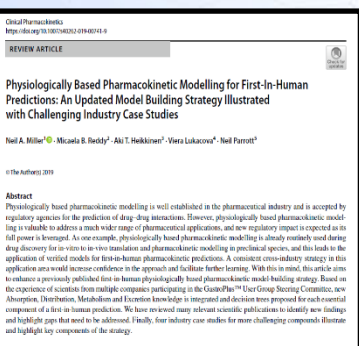 Clinical Pharmacokinetics
https://doi.org/10.1007/s40262-019-00741-9
REVIEW ARTICLE
Check for
updates
Physiologically Based Pharmacokinetic Modelling for First-In-Human
Predictions: An Updated Model Building Strategy Illustrated
with Challenging Industry Case Studies
Neil A. Miller¹ · Micaela B. Reddy² · Aki T. Heikkinen³ · Viera Lukacova⁴ · Neil Parrott⁵
© The Author(s) 2019
Abstract
Physiologically based pharmacokinetic modelling is well established in the pharmaceutical industry and is accepted by
regulatory agencies for the prediction of drug–drug interactions. However, physiologically based pharmacokinetic model-
ling is valuable to address a much wider range of pharmaceutical applications, and new regulatory impact is expected as its
full power is leveraged. As one example, physiologically based pharmacokinetic modelling is already routinely used during
drug discovery for in-vitro to in-vivo translation and pharmacokinetic modelling in preclinical species, and this leads to the
application of verified models for first-in-human pharmacokinetic predictions. A consistent cross-industry strategy in this
application area would increase confidence in the approach and facilitate further learning. With this in mind, this article aims
to enhance a previously published first-in-human physiologically based pharmacokinetic model-building strategy. Based on
the experience of scientists from multiple companies participating in the GastroPlus™ User Group Steering Committee, new
Absorption, Distribution, Metabolism and Excretion knowledge is integrated and decision trees proposed for each essential
component of a first-in-human prediction. We have reviewed many relevant scientific publications to identify new findings
and highlight gaps that need to be addressed. Finally, four industry case studies for more challenging compounds illustrate
and highlight key components of the strategy.